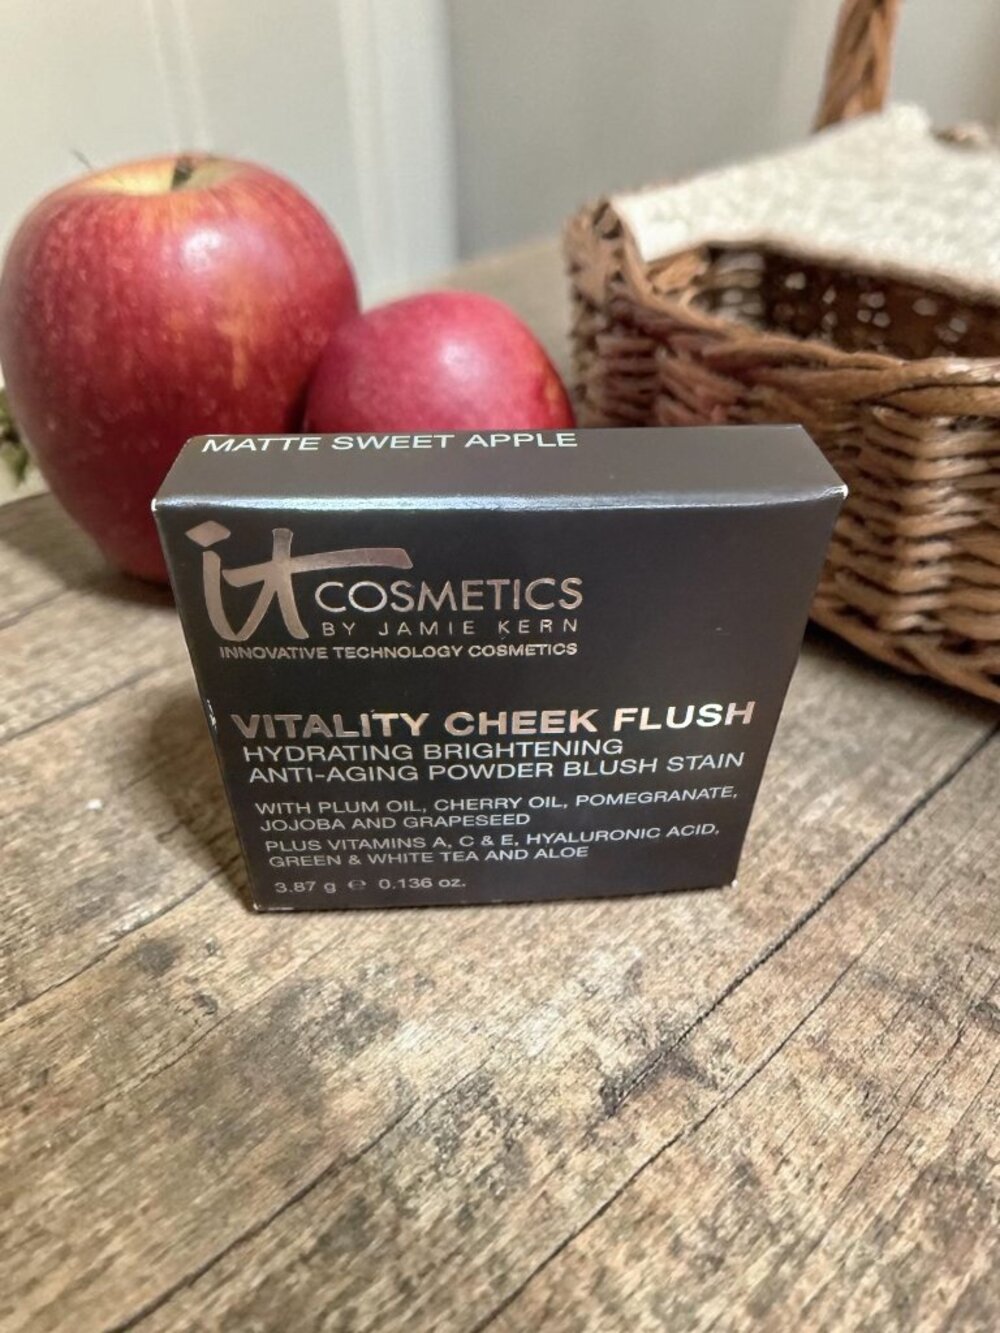 MATTE SWEET APPLE
it COSMETICS
BY JAMIE KERN
INNOVATIVE TECHNOLOGY COSMETICS
VITALITY CHEEK FLUSH
HYDRATING BRIGHTENING
ANTI-AGING POWDER BLUSH STAIN
WITH PLUM OIL, CHERRY OIL, POMEGRANATE,
JOJOBA AND GRAPESEED
PLUS VITAMINS A, C & E, HYALURONIC ACID,
GREEN & WHITE TEA AND ALOE
3.87 g ℮ 0.136 oz.